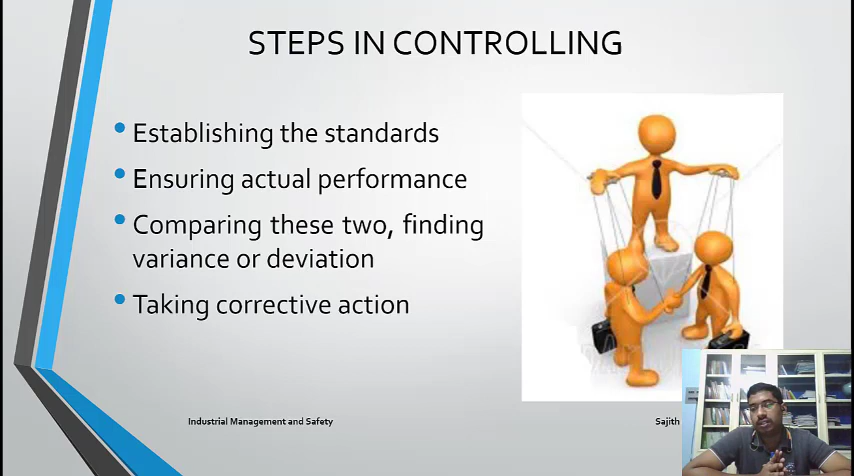 STEPS IN CONTROLLING
Establishing the standards
Ensuring actual performance
Comparing these two, finding
variance or deviation
Taking corrective action
Industrial Management and Safety
Sajith